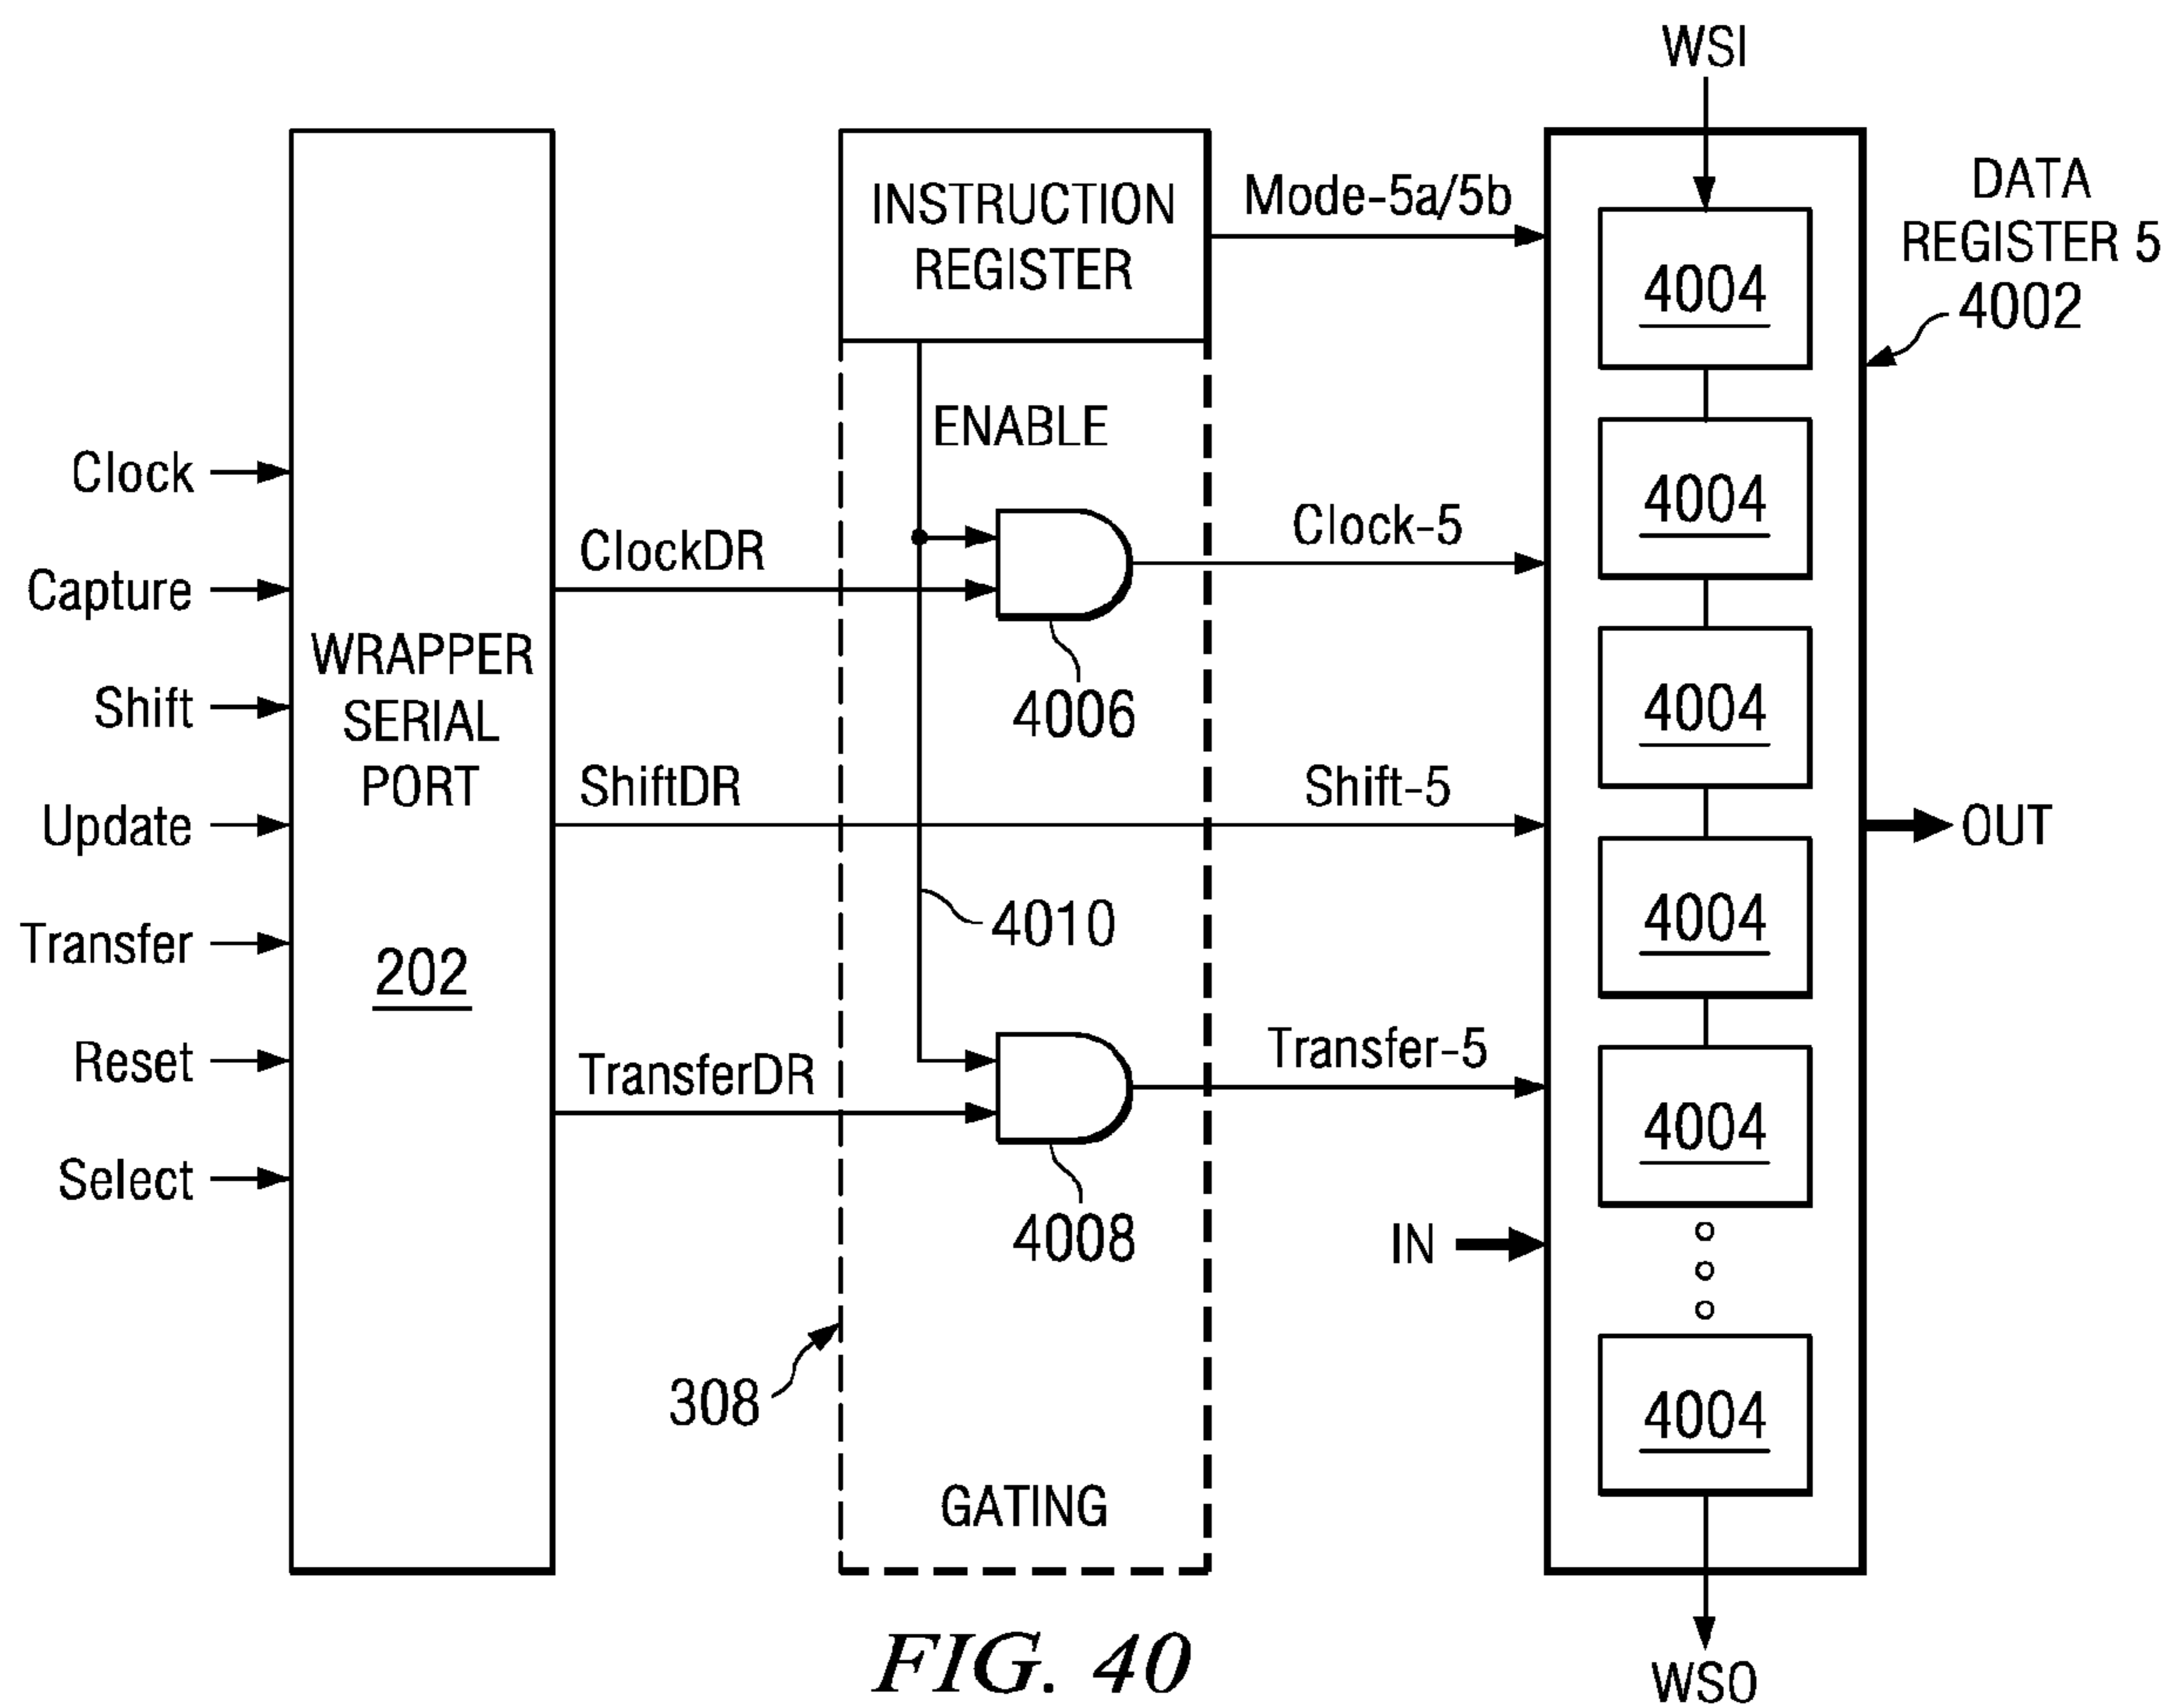 WSI
INSTRUCTION
REGISTER
Mode-5a/5b
DATA
REGISTER 5
4002
4004
ENABLE
Clock
ClockDR
Clock-5
4004
Capture
WRAPPER
SERIAL
PORT
202
4006
4004
Shift
ShiftDR
Shift-5
Update
OUT
4010
4004
Transfer
Reset
TransferDR
Transfer-5
4004
Select
4008
IN
308
4004
GATING
WSO
FIG. 40